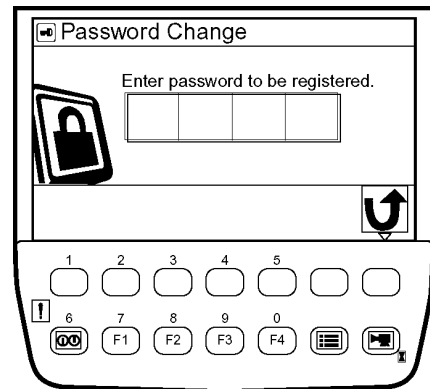 Password Change
Enter password to be registered.
1 2 3 4 5
!
6 7 8 9 0
F1 F2 F3 F4